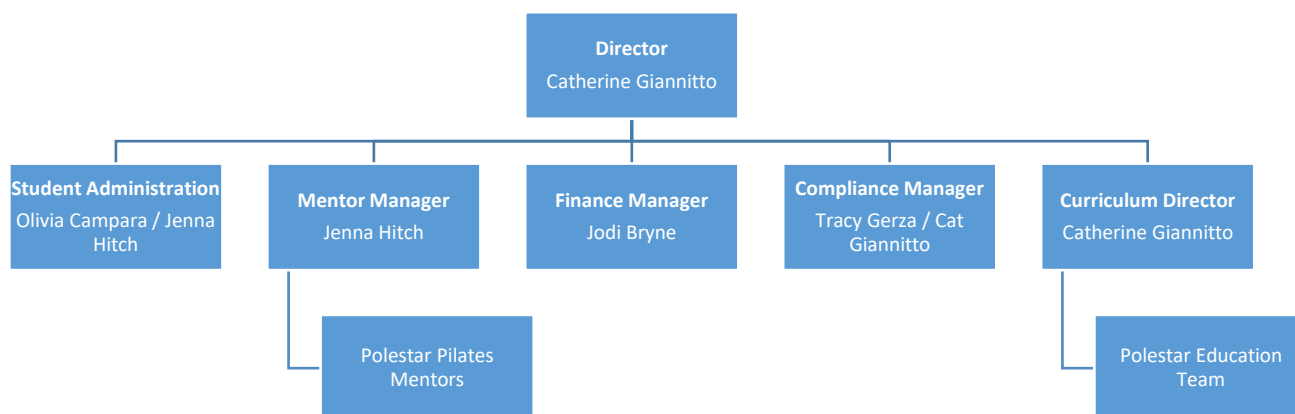 Director
Catherine Giannitto
Student Administration
Olivia Campara / Jenna
Hitch
Mentor Manager
Jenna Hitch
Finance Manager
Jodi Bryne
Compliance Manager
Tracy Gerza / Cat
Giannitto
Curriculum Director
Catherine Giannitto
Polestar Pilates
Mentors
Polestar Education
Team